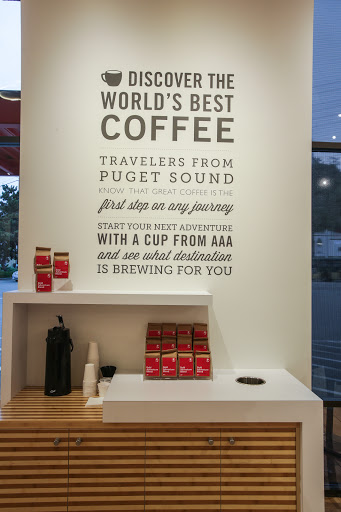 DISCOVER THE
WORLD'S BEST
COFFEE
TRAVELERS FROM
PUGET SOUND
KNOW THAT GREAT COFFEE IS THE
first step on any journey
START YOUR NEXT ADVENTURE
WITH A CUP FROM AAA
and see what destination
IS BREWING FOR YOU